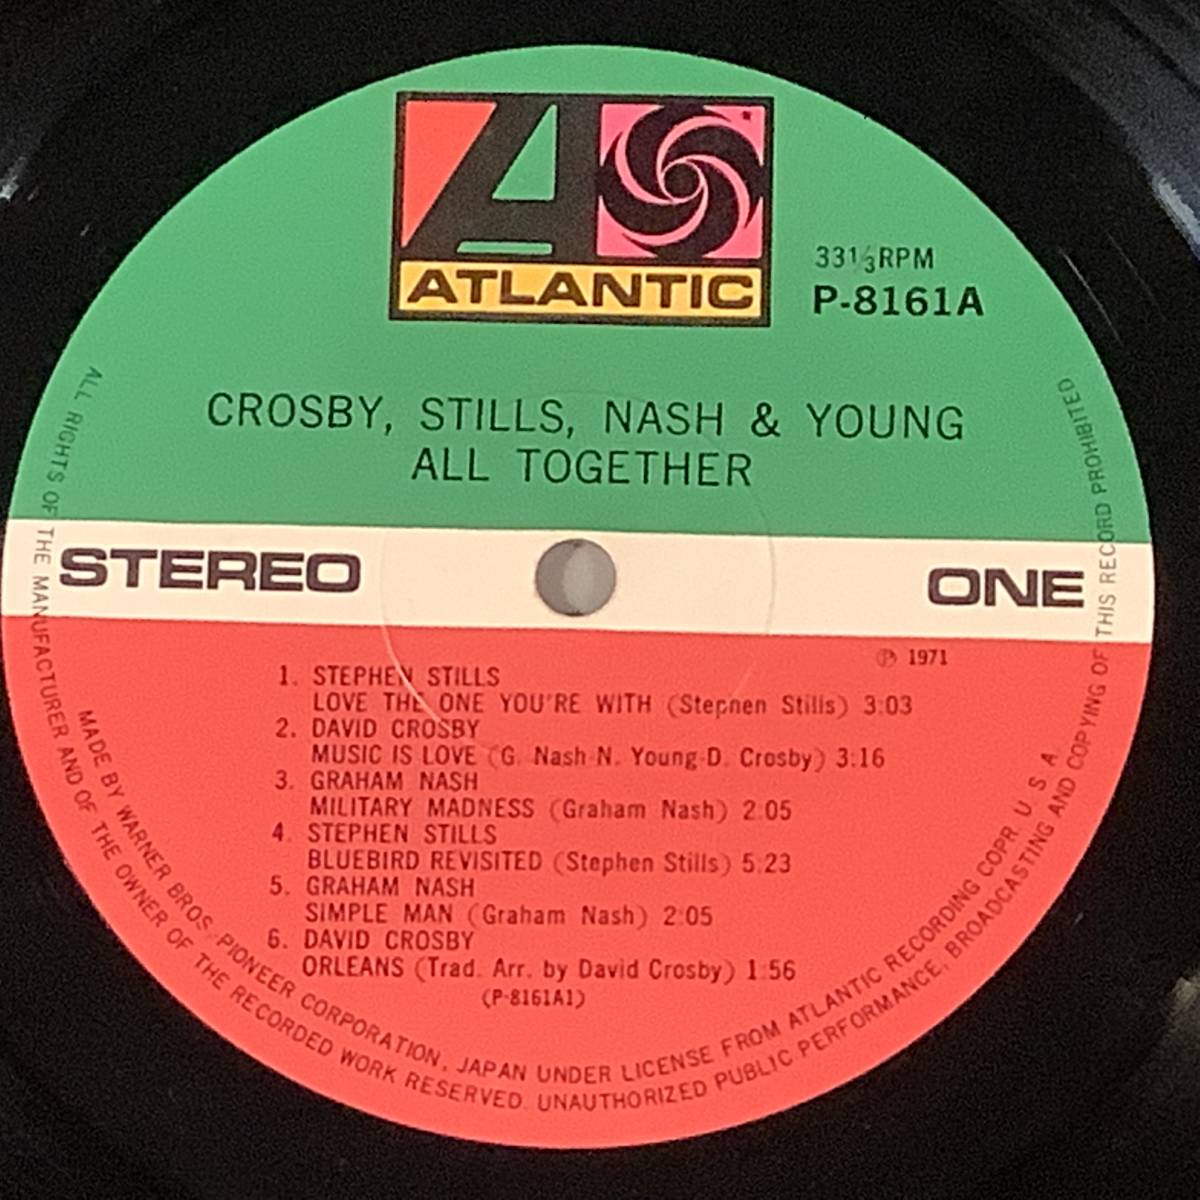 ATLANTIC
33⅓RPM
P-8161A
CROSBY, STILLS, NASH & YOUNG
ALL TOGETHER
STEREO
ONE
Ⓟ 1971
1. STEPHEN STILLS
LOVE THE ONE YOU'RE WITH (Stephen Stills) 3:03
2. DAVID CROSBY
MUSIC IS LOVE (G. Nash-N. Young-D. Crosby) 3:16
3. GRAHAM NASH
MILITARY MADNESS (Graham Nash) 2:05
4. STEPHEN STILLS
BLUEBIRD REVISITED (Stephen Stills) 5:23
5. GRAHAM NASH
SIMPLE MAN (Graham Nash) 2:05
6. DAVID CROSBY
ORLEANS (Trad. Arr. by David Crosby) 1:56
(P-8161A1)
MADE BY WARNER BROS.-PIONEER CORPORATION, JAPAN UNDER LICENSE FROM ATLANTIC RECORDING COPR. U. S. A.
ALL RIGHTS OF THE MANUFACTURER AND OF THE OWNER OF THE RECORDED WORK RESERVED. UNAUTHORIZED PUBLIC PERFORMANCE, BROADCASTING AND COPYING OF THIS RECORD PROHIBITED